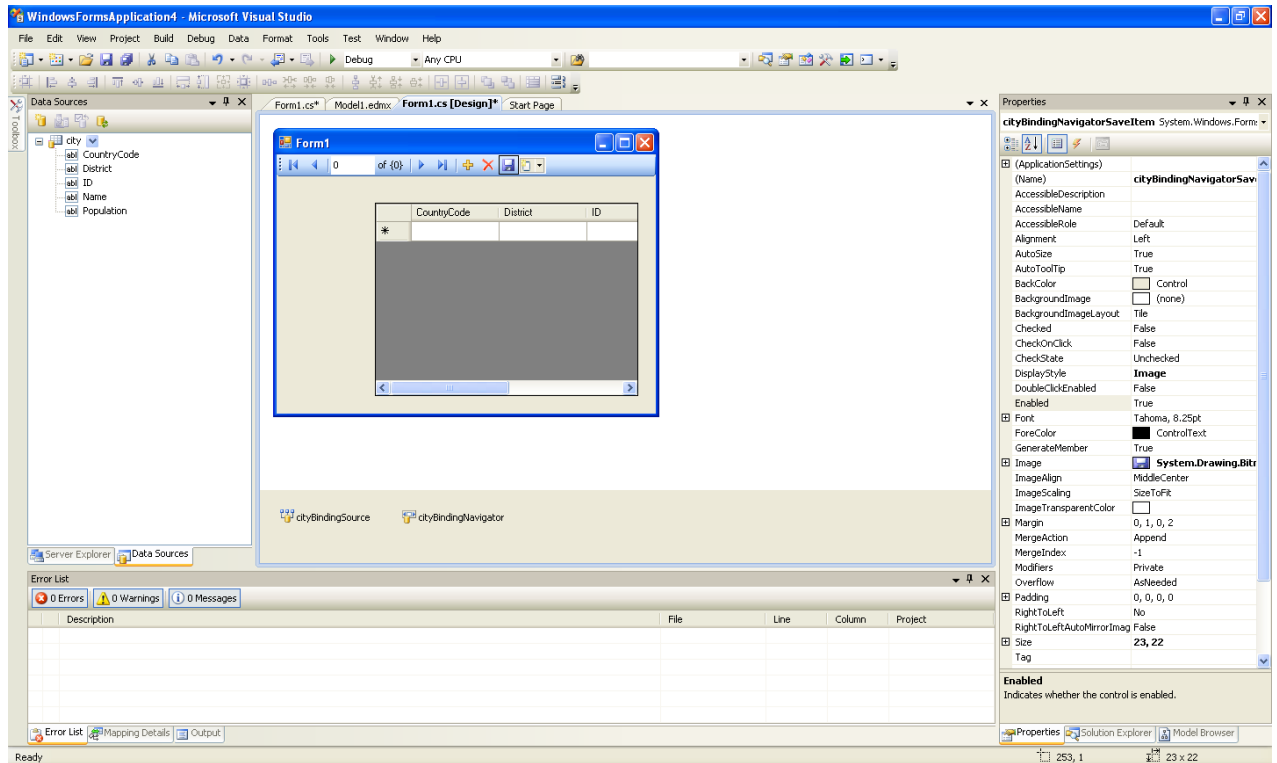 WindowsFormsApplication4 - Microsoft Visual Studio
File Edit View Project Build Debug Data Format Tools Test Window Help
Debug Any CPU
Toolbox
Data Sources
city
CountryCode
District
ID
Name
Population
Server Explorer Data Sources
Form1.cs* Model1.edmx Form1.cs [Design]* Start Page
Form1
0 of {0}
CountryCode District ID
cityBindingSource cityBindingNavigator
Error List
0 Errors 0 Warnings 0 Messages
Description File Line Column Project
Error List Mapping Details Output
Properties
cityBindingNavigatorSaveItem System.Windows.Form
(ApplicationSettings)
(Name) cityBindingNavigatorSav
AccessibleDescription
AccessibleName
AccessibleRole Default
Alignment Left
AutoSize True
AutoToolTip True
BackColor Control
BackgroundImage (none)
BackgroundImageLayout Tile
Checked False
CheckOnClick False
CheckState Unchecked
DisplayStyle Image
DoubleClickEnabled False
Enabled True
Font Tahoma, 8.25pt
ForeColor ControlText
GenerateMember True
Image System.Drawing.Bit
ImageAlign MiddleCenter
ImageScaling SizeToFit
ImageTransparentColor
Margin 0, 1, 0, 2
MergeAction Append
MergeIndex -1
Modifiers Private
Overflow AsNeeded
Padding 0, 0, 0, 0
RightToLeft No
RightToLeftAutoMirrorImag False
Size 23, 22
Tag
Enabled
Indicates whether the control is enabled.
Properties Solution Explorer Model Browser
Ready 253, 1 23 x 22